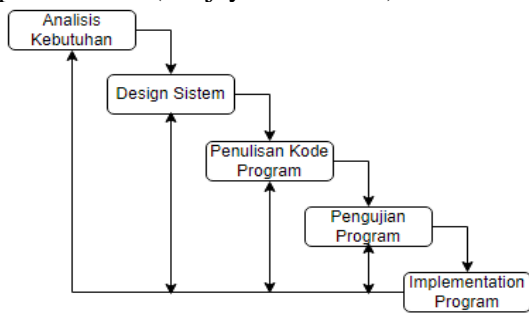 Analisis
Kebutuhan
Design Sistem
Penulisan Kode
Program
Pengujian
Program
Implementation
Program